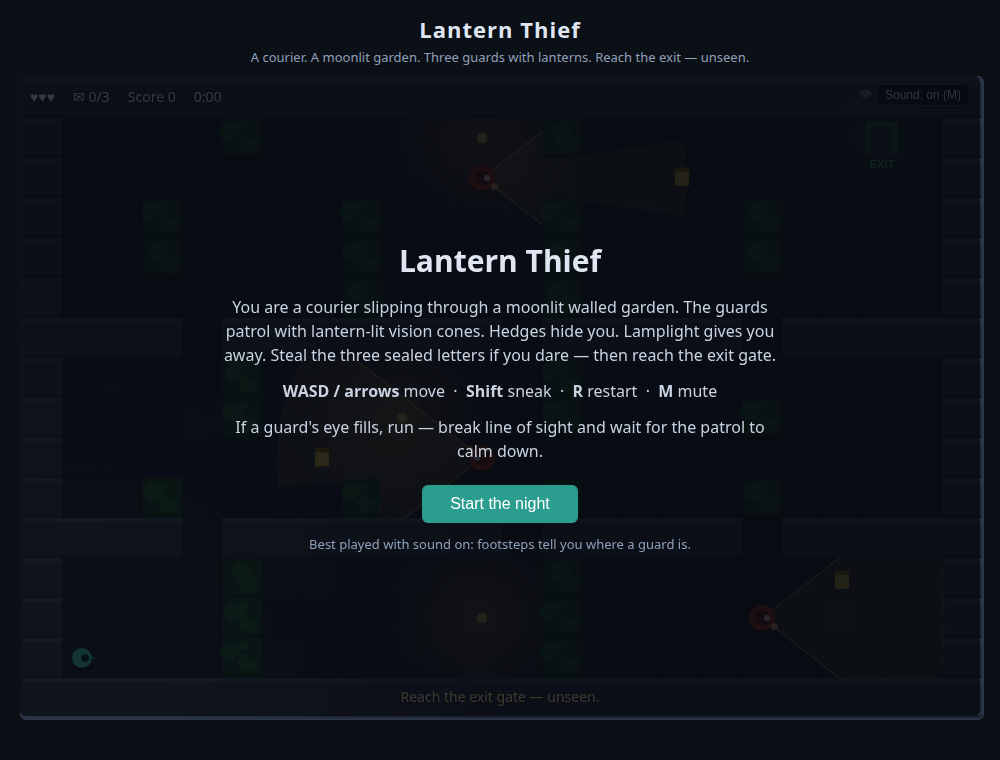 Lantern Thief
A courier. A moonlit garden. Three guards with lanterns. Reach the exit — unseen.
♥♥♥ ✉ 0/3 Score 0 0:00 👁 Sound: on (M)
EXIT
Lantern Thief
You are a courier slipping through a moonlit walled garden. The guards
patrol with lantern-lit vision cones. Hedges hide you. Lamplight gives you
away. Steal the three sealed letters if you dare — then reach the exit gate.
WASD / arrows move · Shift sneak · R restart · M mute
If a guard's eye fills, run — break line of sight and wait for the patrol to
calm down.
Start the night
Best played with sound on: footsteps tell you where a guard is.
Reach the exit gate — unseen.